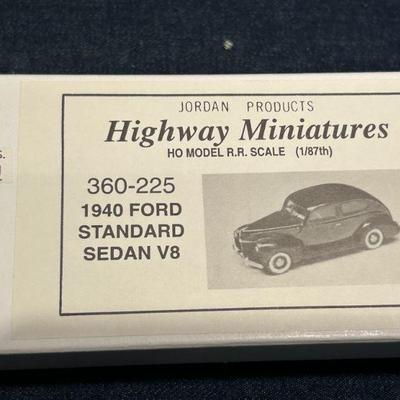 JORDAN PRODUCTS
Highway Miniatures
HO MODEL R.R. SCALE (1/87th)
360-225
1940 FORD
STANDARD
SEDAN V8